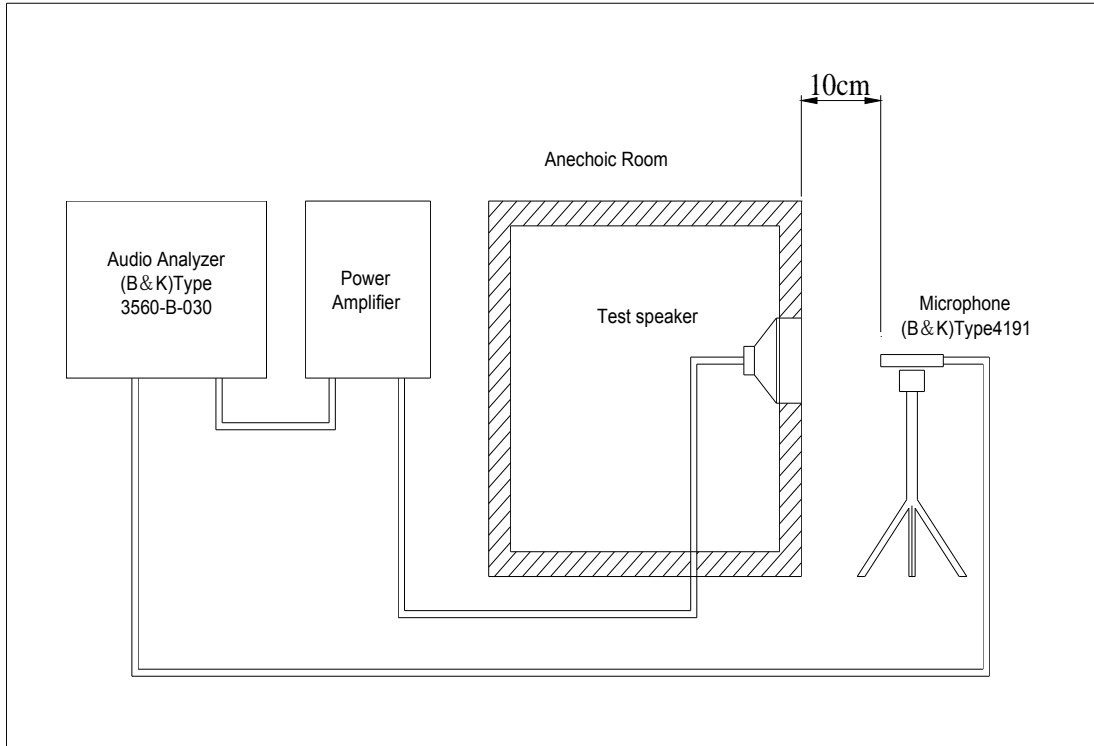 10cm
Anechoic Room
Audio Analyzer
(B&K)Type
3560-B-030
Power
Amplifier
Test speaker
Microphone
(B&K)Type4191